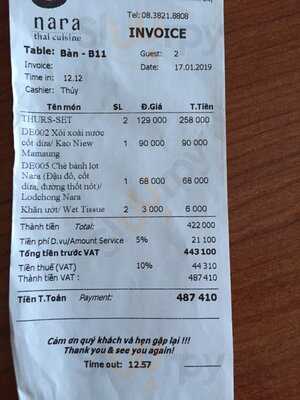 nara
thai cuisine
Tel: 08.3821.8808
INVOICE
Table: Bàn - B11 Guest: 2
Invoice: Date: 17.01.2019
Time in: 12.12
Cashier: Thủy
Tên món SL Đ.Giá T.Tiền
THURS-SET 2 129 000 258 000
DE002 Xôi xoài nước
cốt dừa/ Kao Niew 1 90 000 90 000
Mamaung
DE005 Chè bánh lọt
Nara (Đậu đỏ, cốt
dừa, đường thốt nốt)/ 1 68 000 68 000
Lodchong Nara
Khăn ướt/ Wet Tissue 2 3 000 6 000
Thành tiền Total: 422 000
Tiền phí D.vụ/Amount Service 5% 21 100
Tổng tiền trước VAT 443 100
Tiền thuế (VAT) 10% 44 310
Thành tiền VAT : 487 410
Tiền T.Toán Payment: 487 410
Cám ơn quý khách và hẹn gặp lại !!!
Thank you & see you again!
Time out: 12.57